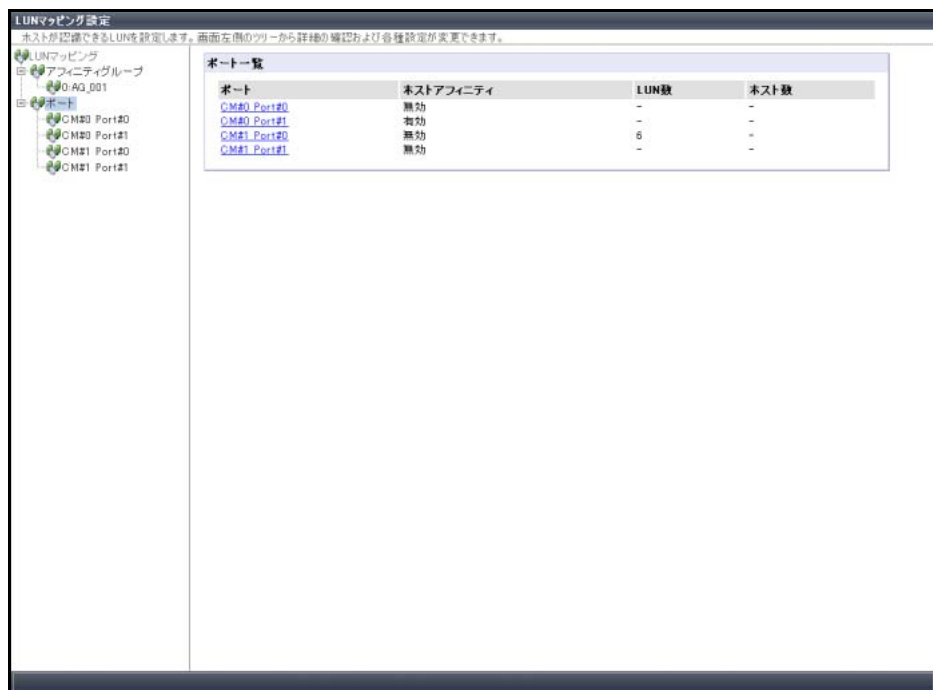 LUNマッピング設定
ホストが認識できるLUNを設定します。画面左側のツリーから詳細の確認および各種設定が変更できます。
LUNマッピング
アフィニティグループ
0:AG_001
ポート
CM#0 Port#0
CM#0 Port#1
CM#1 Port#0
CM#1 Port#1
ポート一覧
ポート ホストアフィニティ LUN数 ホスト数
CM#0 Port#0 無効 - -
CM#0 Port#1 有効 - -
CM#1 Port#0 無効 6 -
CM#1 Port#1 無効 - -